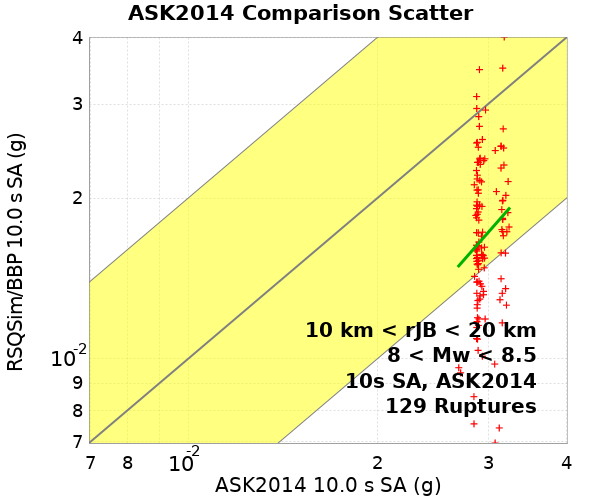 ASK2014 Comparison Scatter
RSQSim/BBP 10.0 s SA (g)
4
3
2
10⁻²
9
8
7
10 km < rJB < 20 km
8 < Mw < 8.5
10s SA, ASK2014
129 Ruptures
7 8 10⁻² 2 3 4
ASK2014 10.0 s SA (g)